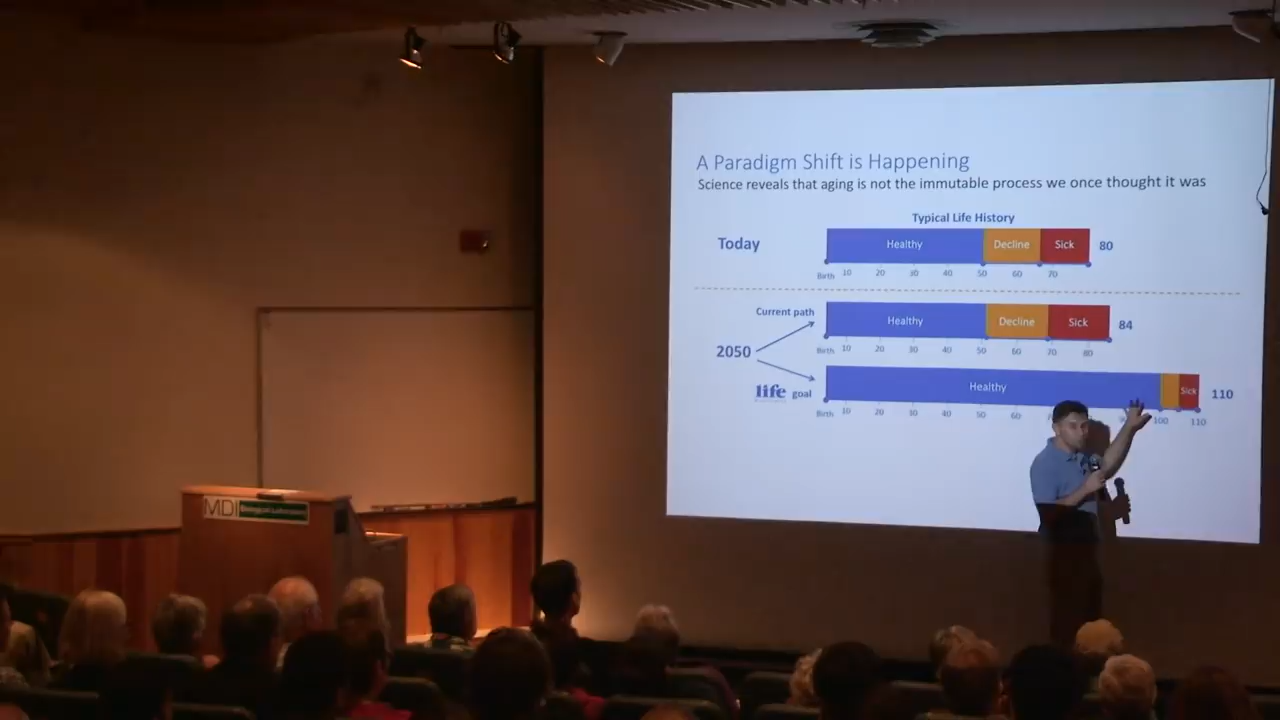 A Paradigm Shift is Happening
Science reveals that aging is not the immutable process we once thought it was
Typical Life History
Today
Healthy Decline Sick 80
Birth 10 20 30 40 50 60 70
Current path
Healthy Decline Sick 84
Birth 10 20 30 40 50 60 70 80
2050
life goal
Healthy Sick 110
Birth 10 20 30 40 50 60 100 110
MDI Biological Laboratory